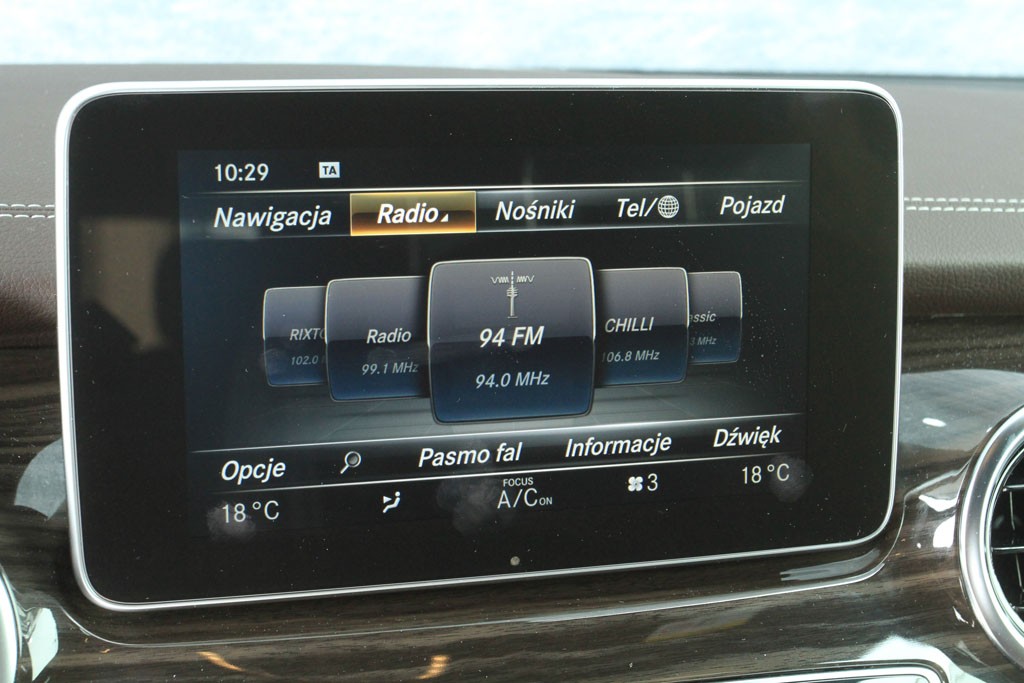 10:29 TA
Nawigacja Radio Nośniki Tel/ Pojazd
94 FM
Radio CHILLI
99.1 MHz 94.0 MHz 106.8 MHz
Opcje Pasmo fal Informacje Dźwięk
18 °C FOCUS 3 18 °C
A/C ON